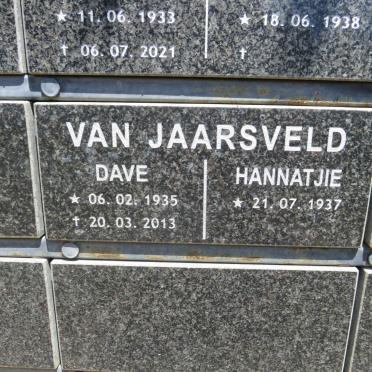 ★ 11. 06. 1933 ★ 18. 06. 1938
† 06. 07. 2021 †
VAN JAARSVELD
DAVE HANNATJIE
★ 06. 02. 1935 ★ 21. 07. 1937
† 20. 03. 2013